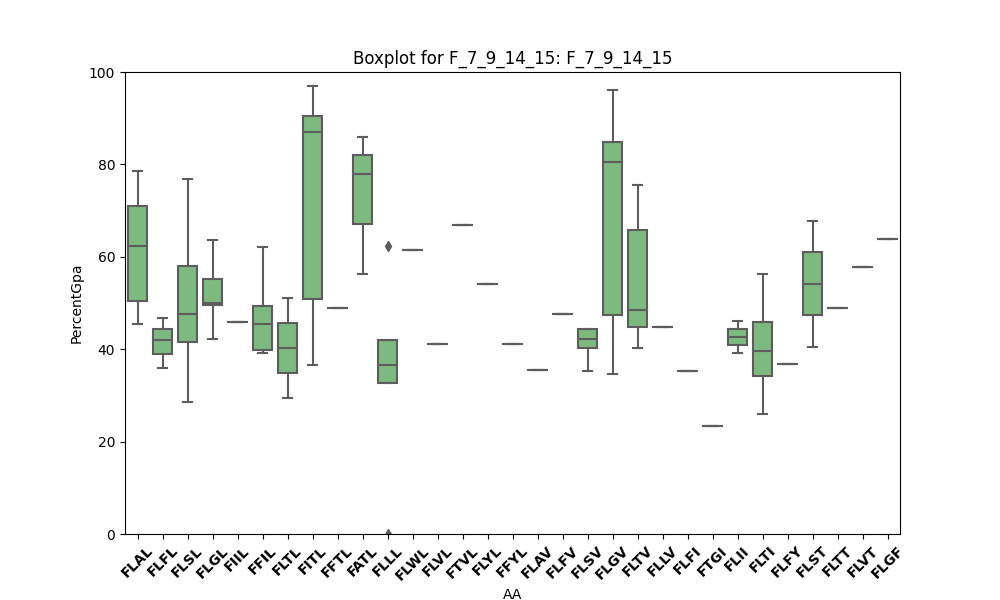 Boxplot for F_7_9_14_15: F_7_9_14_15
100
80
60
40
20
0
PercentGpa
FLAL FLFL FLSL FLGL FIIL FFIL FLTL FITL FFTL FATL FLLL FLWL FLVL FTVL FLYL FFYL FLAV FLFV FLSV FLGV FLTV FLLV FLFI FTGI FLII FLTI FLFY FLST FLTT FLVT FLGF
AA